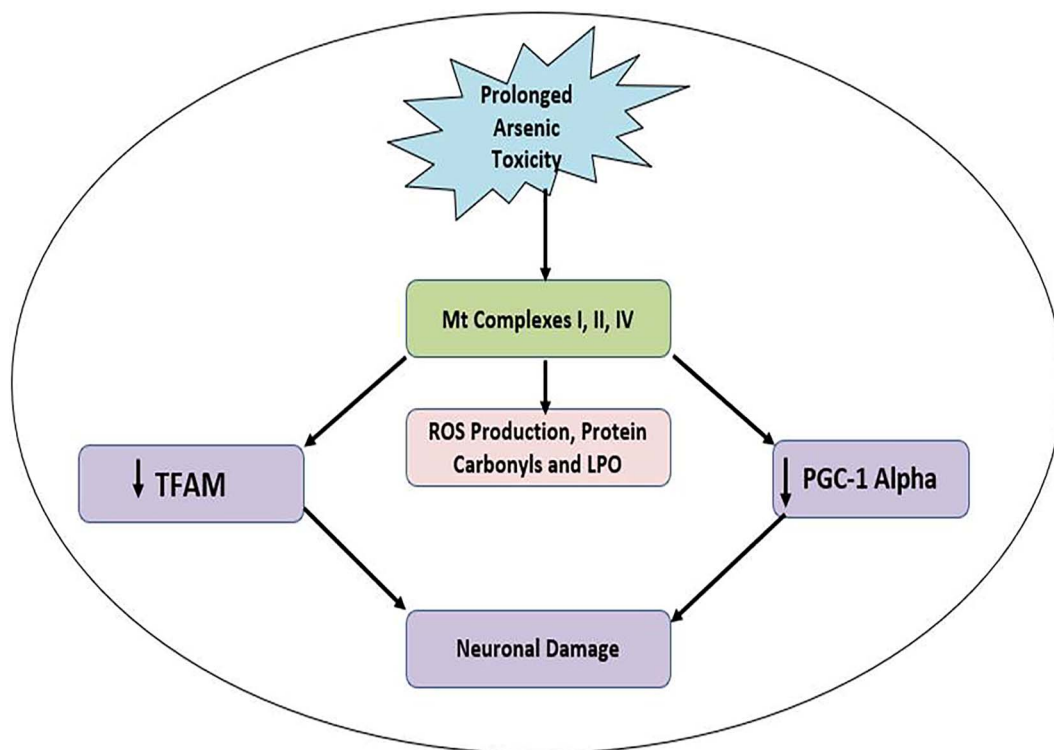 Prolonged
Arsenic
Toxicity
Mt Complexes I, II, IV
ROS Production, Protein
Carbonyls and LPO
↓ TFAM
↓ PGC-1 Alpha
Neuronal Damage